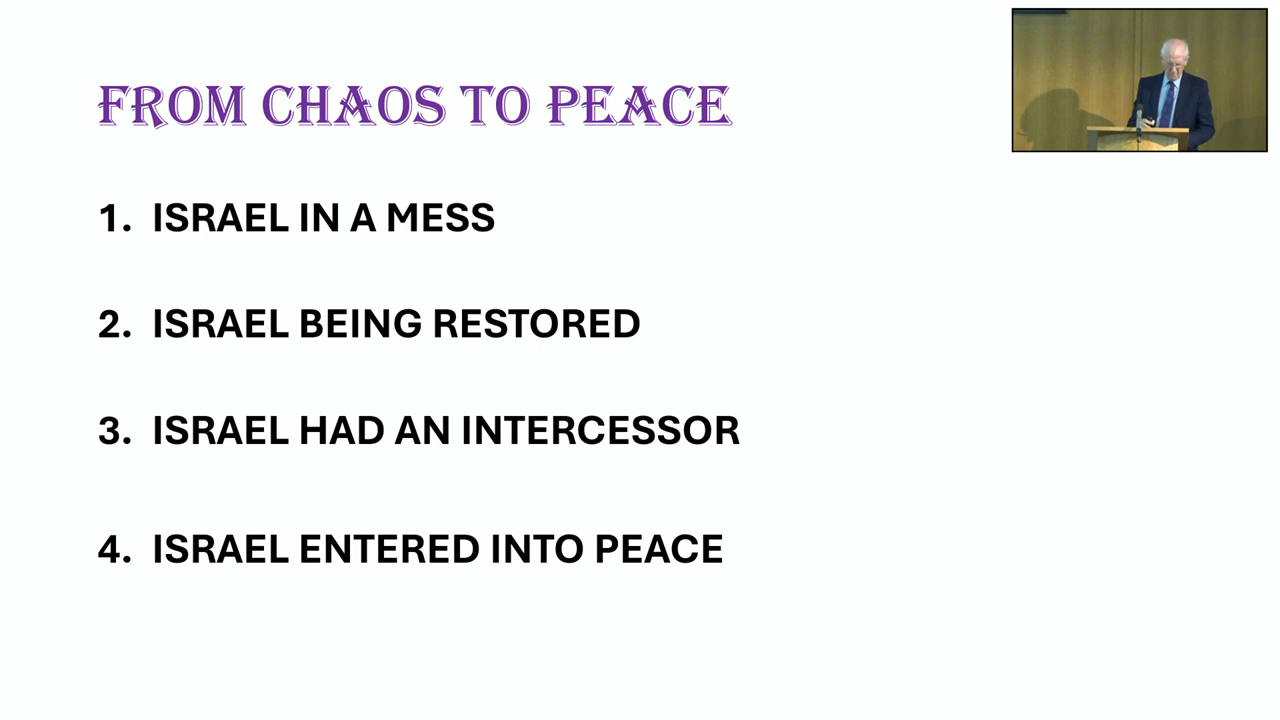 FROM CHAOS TO PEACE
1. ISRAEL IN A MESS
2. ISRAEL BEING RESTORED
3. ISRAEL HAD AN INTERCESSOR
4. ISRAEL ENTERED INTO PEACE